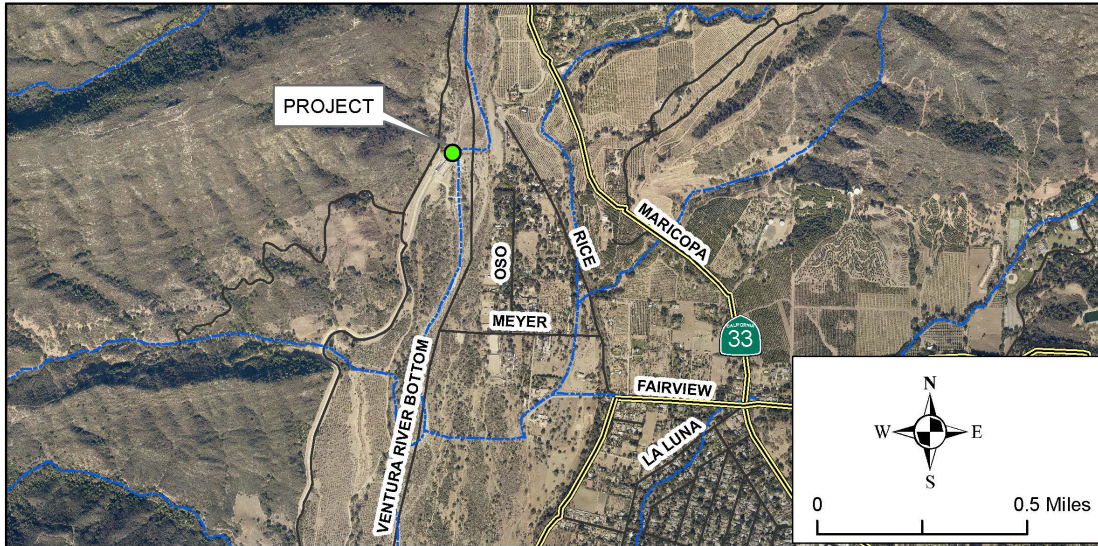 PROJECT
MARICOPA
RICE
OSO
MEYER
CALIFORNIA
33
VENTURA RIVER BOTTOM
FAIRVIEW
LA LUNA
N
W E
S
0 0.5 Miles